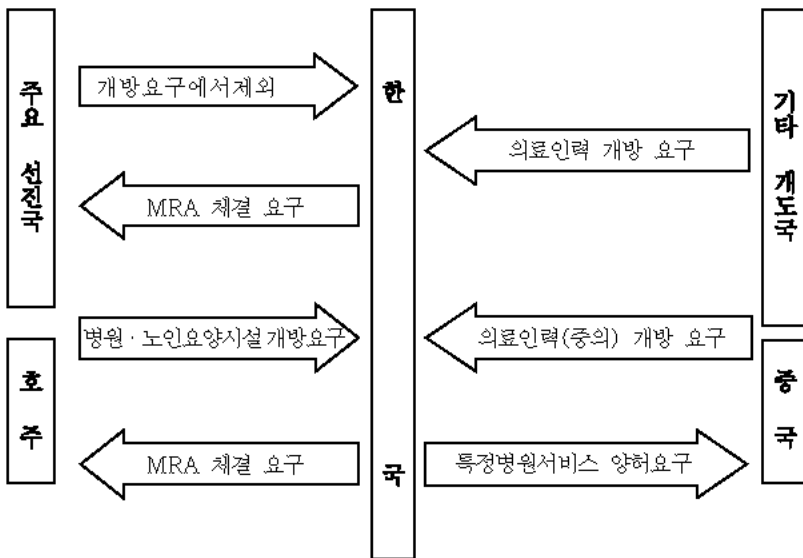 주요 선진국
개방요구에서제외
MRA 체결 요구
호주
병원·노인요양시설개방요구
MRA 체결 요구
한국
의료인력 개방 요구
기타 개도국
의료인력(중의) 개방 요구
특정병원서비스 양허요구
중국